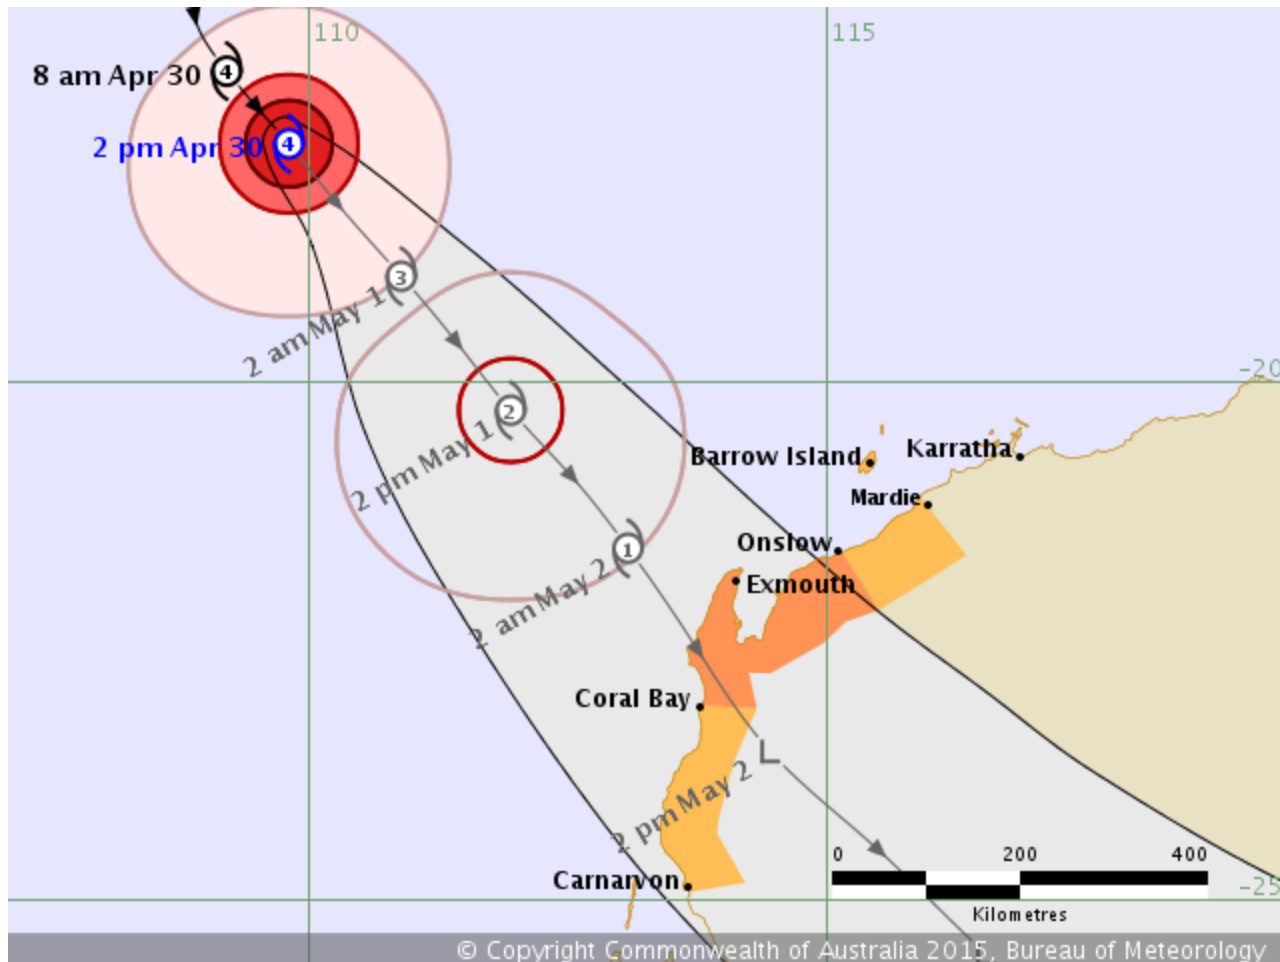 110
115
8 am Apr 30
4
2 pm Apr 30
4
3
2 am May 1
-20
2
2 pm May 1
Barrow Island
Karratha
Mardie
Onslow
1
2 am May 2
Exmouth
Coral Bay
L
2 pm May 2
0 200 400
Carnarvon
-25
Kilometres
© Copyright Commonwealth of Australia 2015, Bureau of Meteorology